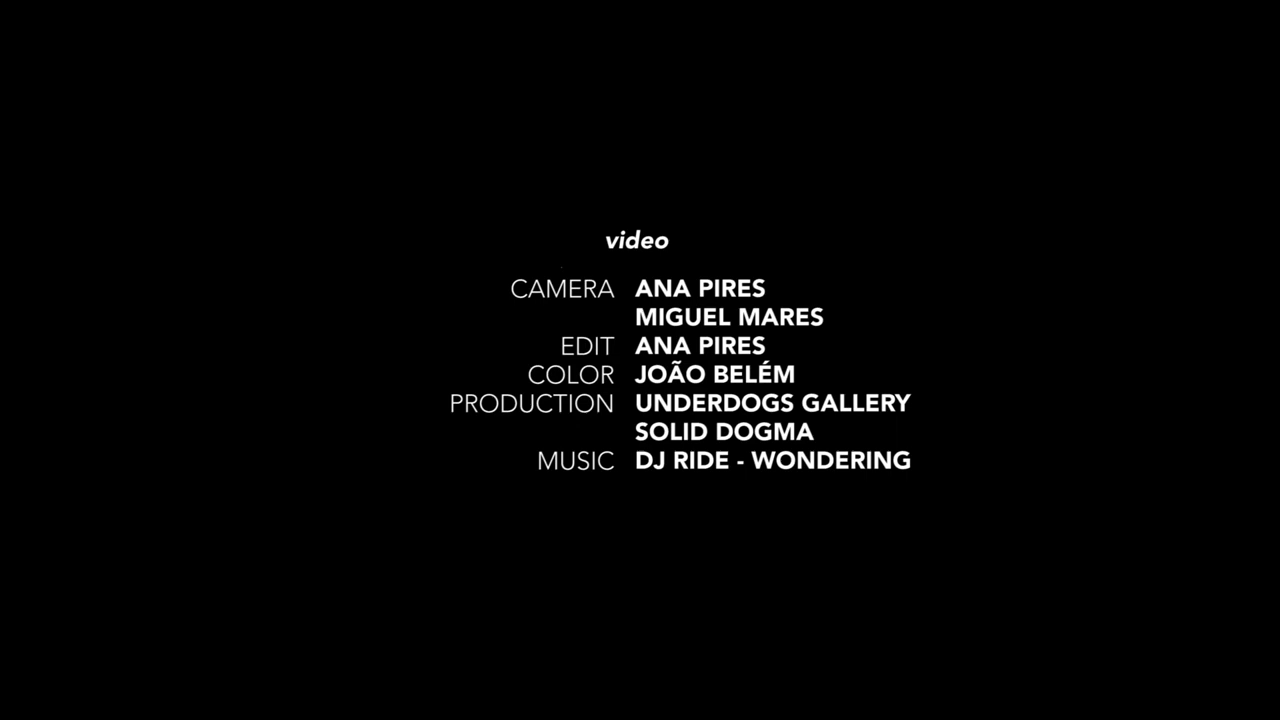 video
CAMERA ANA PIRES
MIGUEL MARES
EDIT ANA PIRES
COLOR JOÃO BELÉM
PRODUCTION UNDERDOGS GALLERY
SOLID DOGMA
MUSIC DJ RIDE - WONDERING